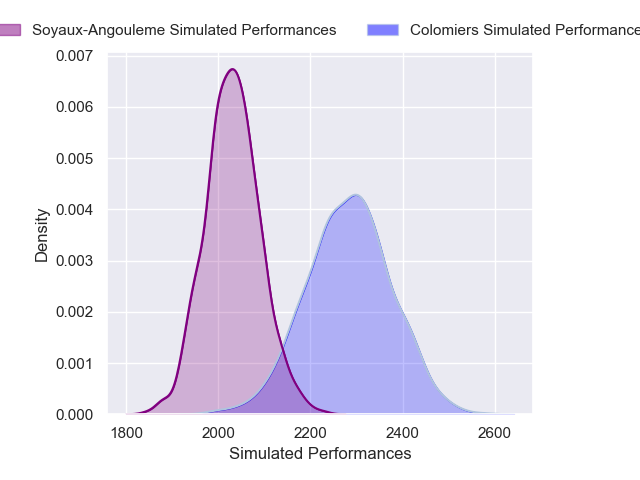 Soyaux-Angouleme Simulated Performances
Colomiers Simulated Performance
0.007
0.006
0.005
0.004
0.003
0.002
0.001
0.000
Density
1800 2000 2200 2400 2600
Simulated Performances